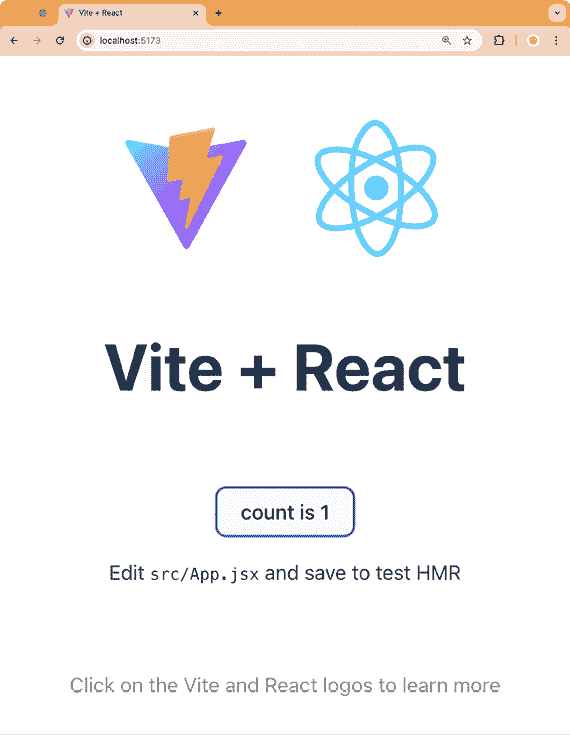 Vite + React
localhost:5173
Vite + React
count is 1
Edit src/App.jsx and save to test HMR
Click on the Vite and React logos to learn more